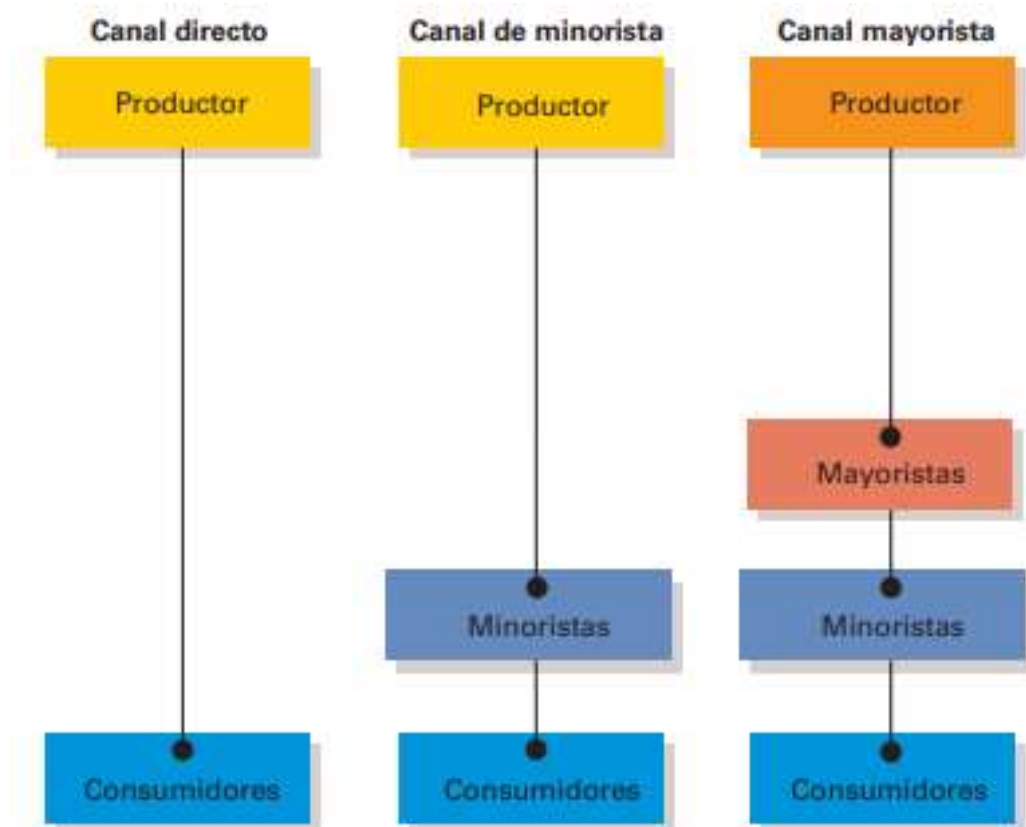 Canal directo
Canal de minorista
Canal mayorista
Productor
Productor
Productor
Mayoristas
Minoristas
Minoristas
Consumidores
Consumidores
Consumidores